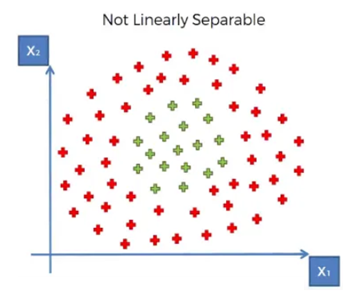 Not Linearly Separable
X₂
X₁